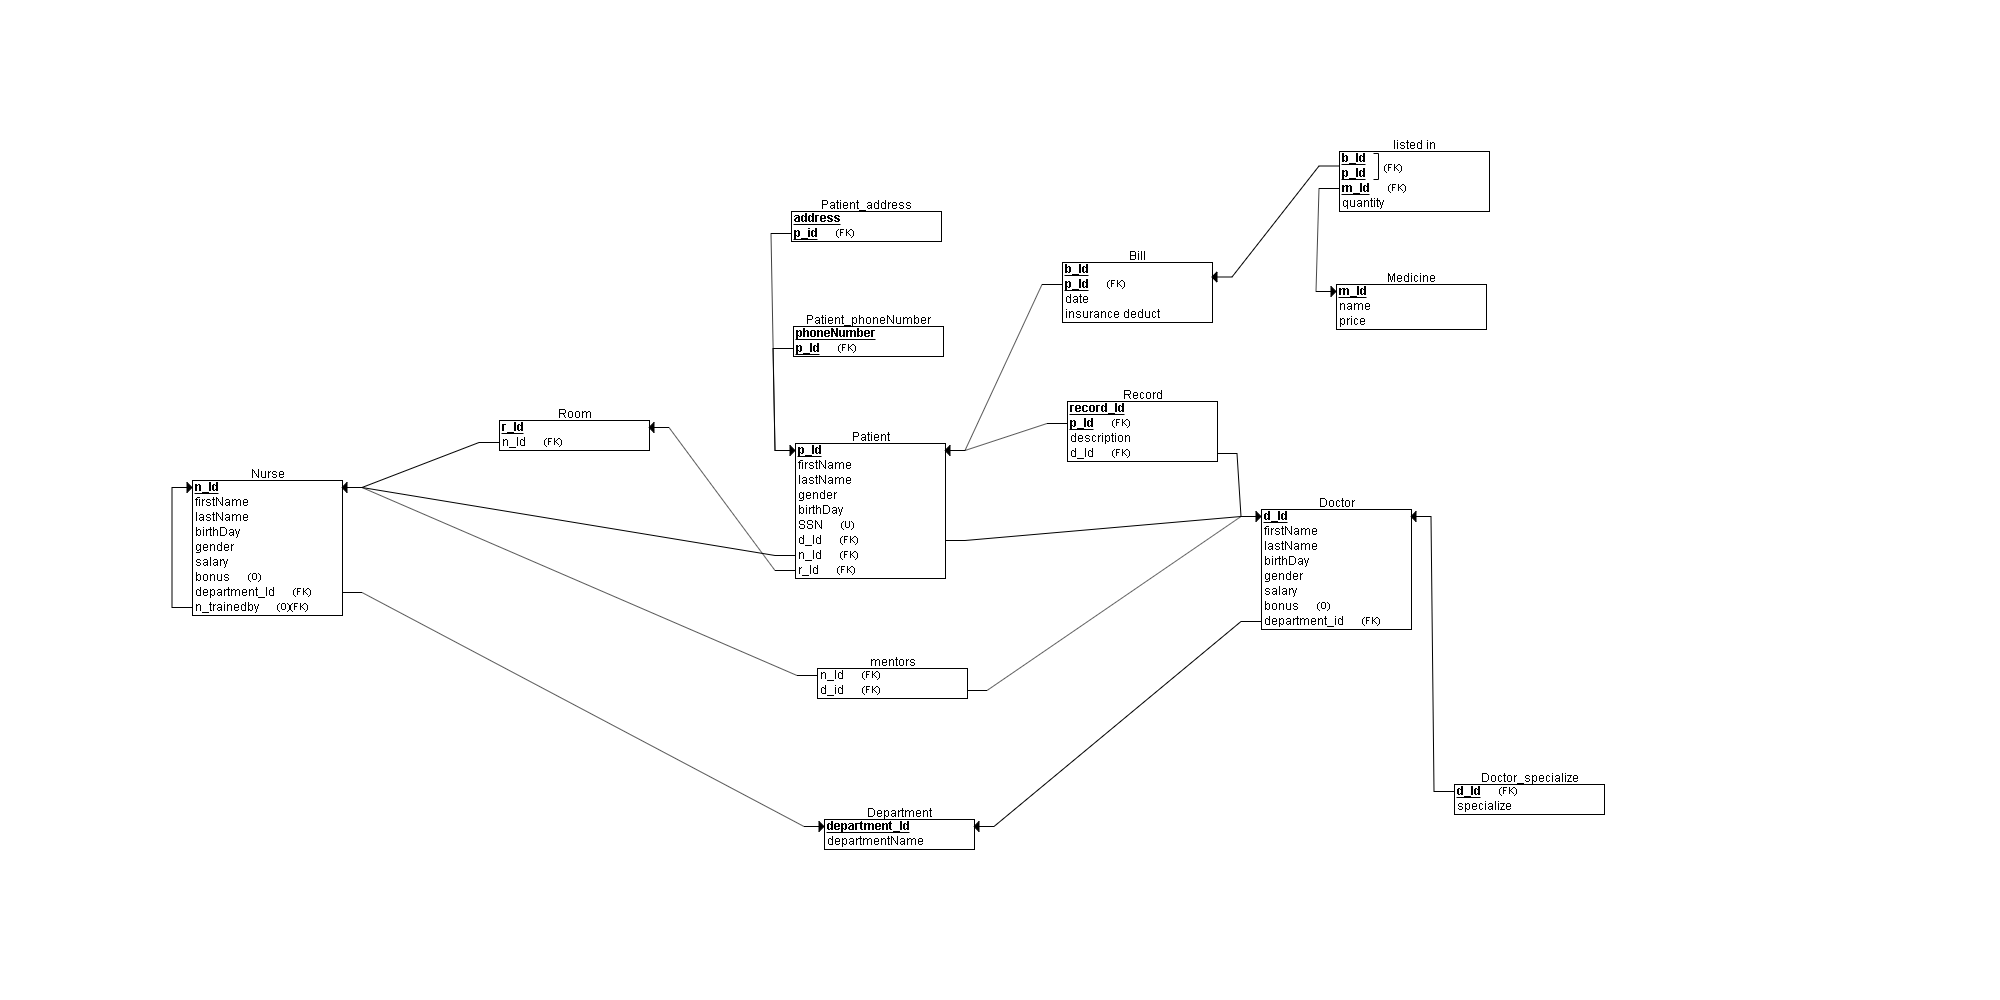 listed in
b_Id
p_Id (FK)
m_Id (FK)
quantity
Patient_address
address
p_id (FK)
Bill
b_Id
p_Id (FK)
date
insurance deduct
Medicine
m_Id
name
price
Patient_phoneNumber
phoneNumber
p_Id (FK)
Record
record_Id
p_Id (FK)
description
d_Id (FK)
Room
r_Id
n_Id (FK)
Patient
p_Id
firstName
lastName
gender
birthDay
SSN (U)
d_Id (FK)
n_Id (FK)
r_Id (FK)
Nurse
n_Id
firstName
lastName
birthDay
gender
salary
bonus (O)
department_Id (FK)
n_trainedby (O)(FK)
Doctor
d_Id
firstName
lastName
birthDay
gender
salary
bonus (O)
department_id (FK)
mentors
n_Id (FK)
d_id (FK)
Doctor_specialize
d_Id (FK)
specialize
Department
department_Id
departmentName